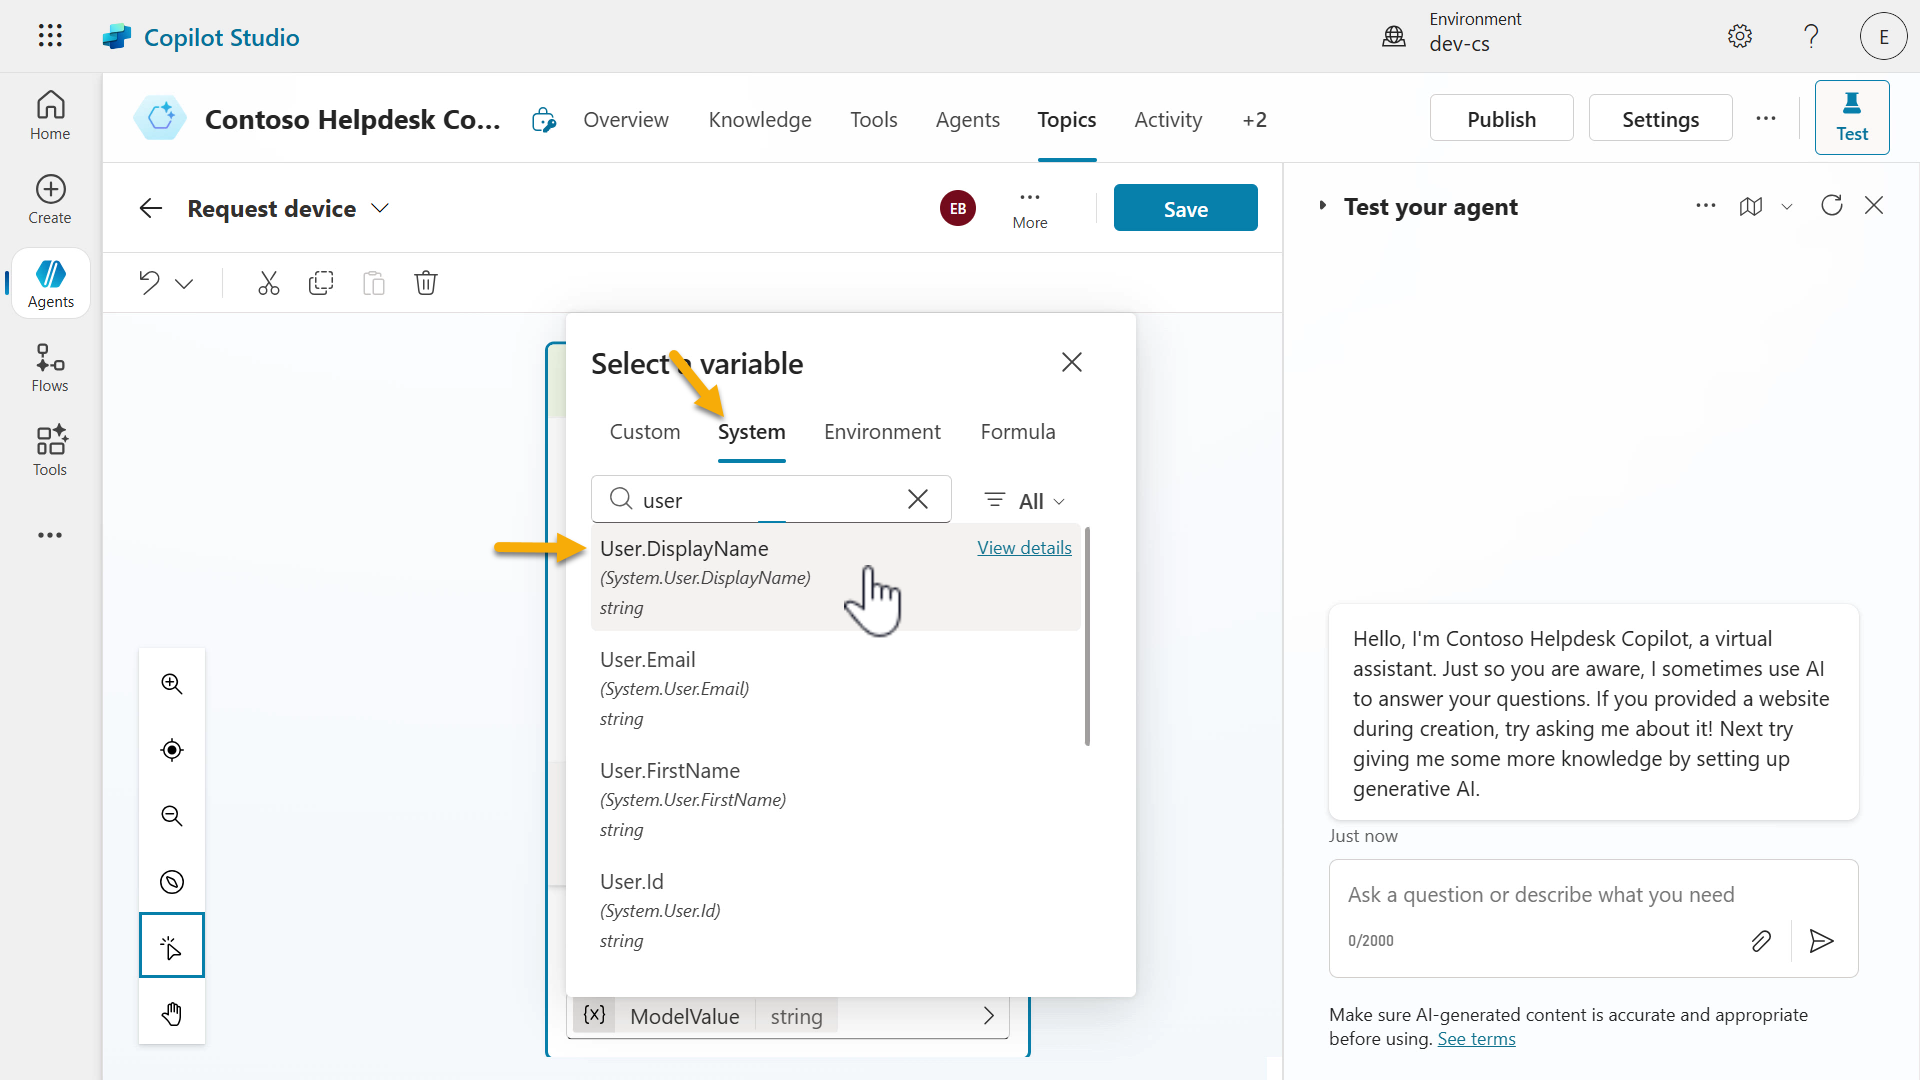 Copilot Studio
Environment
dev-cs
E
Home
Create
Agents
Flows
Tools
Contoso Helpdesk Co...
Overview
Knowledge
Tools
Agents
Topics
Activity
+2
Publish
Settings
Test
Request device
EB
More
Save
Select a variable
Custom
System
Environment
Formula
user
All
User.DisplayName
View details
(System.User.DisplayName)
string
User.Email
(System.User.Email)
string
User.FirstName
(System.User.FirstName)
string
User.Id
(System.User.Id)
string
{x} ModelValue string
Test your agent
Hello, I'm Contoso Helpdesk Copilot, a virtual
assistant. Just so you are aware, I sometimes use AI
to answer your questions. If you provided a website
during creation, try asking me about it! Next try
giving me some more knowledge by setting up
generative AI.
Just now
Ask a question or describe what you need
0/2000
Make sure AI-generated content is accurate and appropriate
before using. See terms